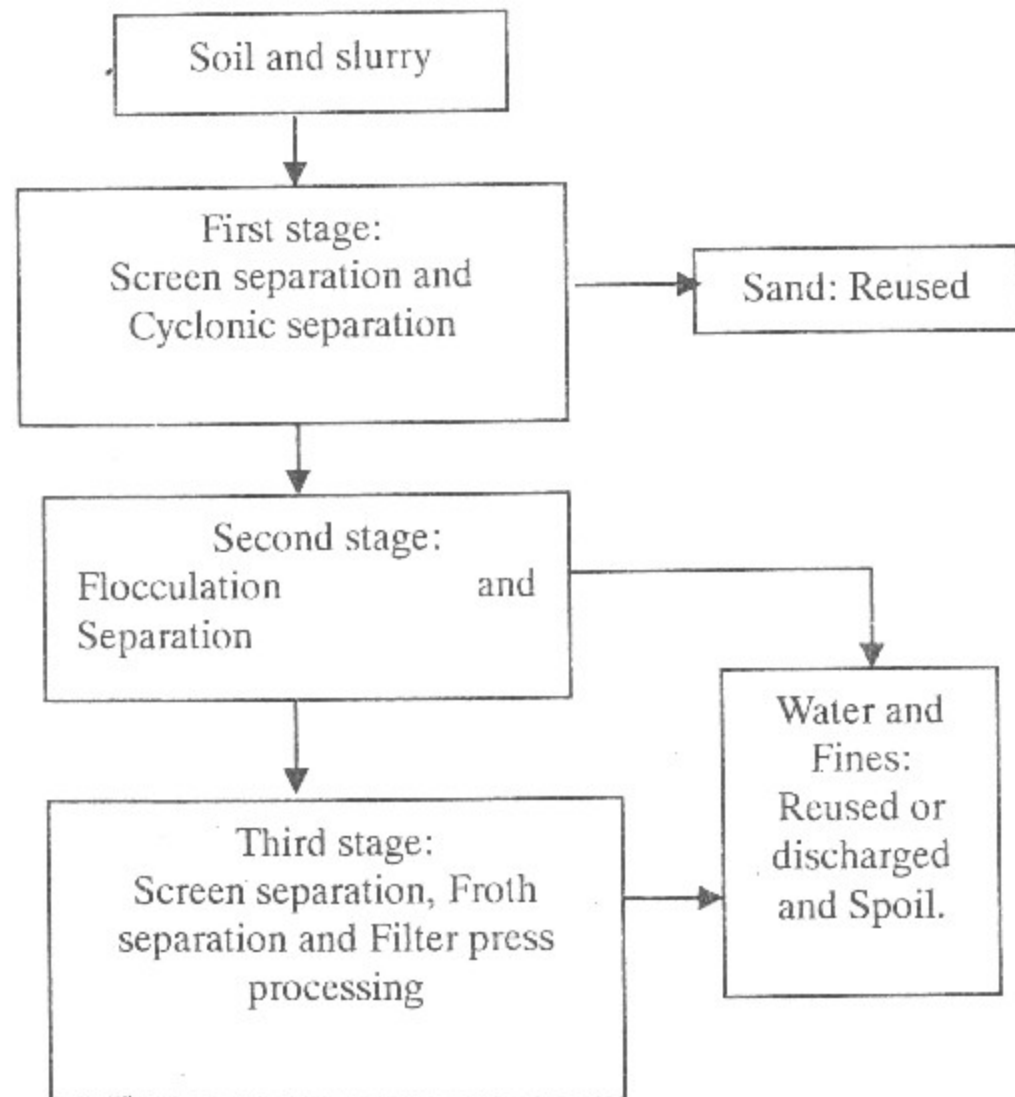 Soil and slurry
First stage:
Screen separation and
Cyclonic separation
Sand: Reused
Second stage:
Flocculation and
Separation
Water and
Fines:
Reused or
discharged
and Spoil.
Third stage:
Screen separation, Froth
separation and Filter press
processing